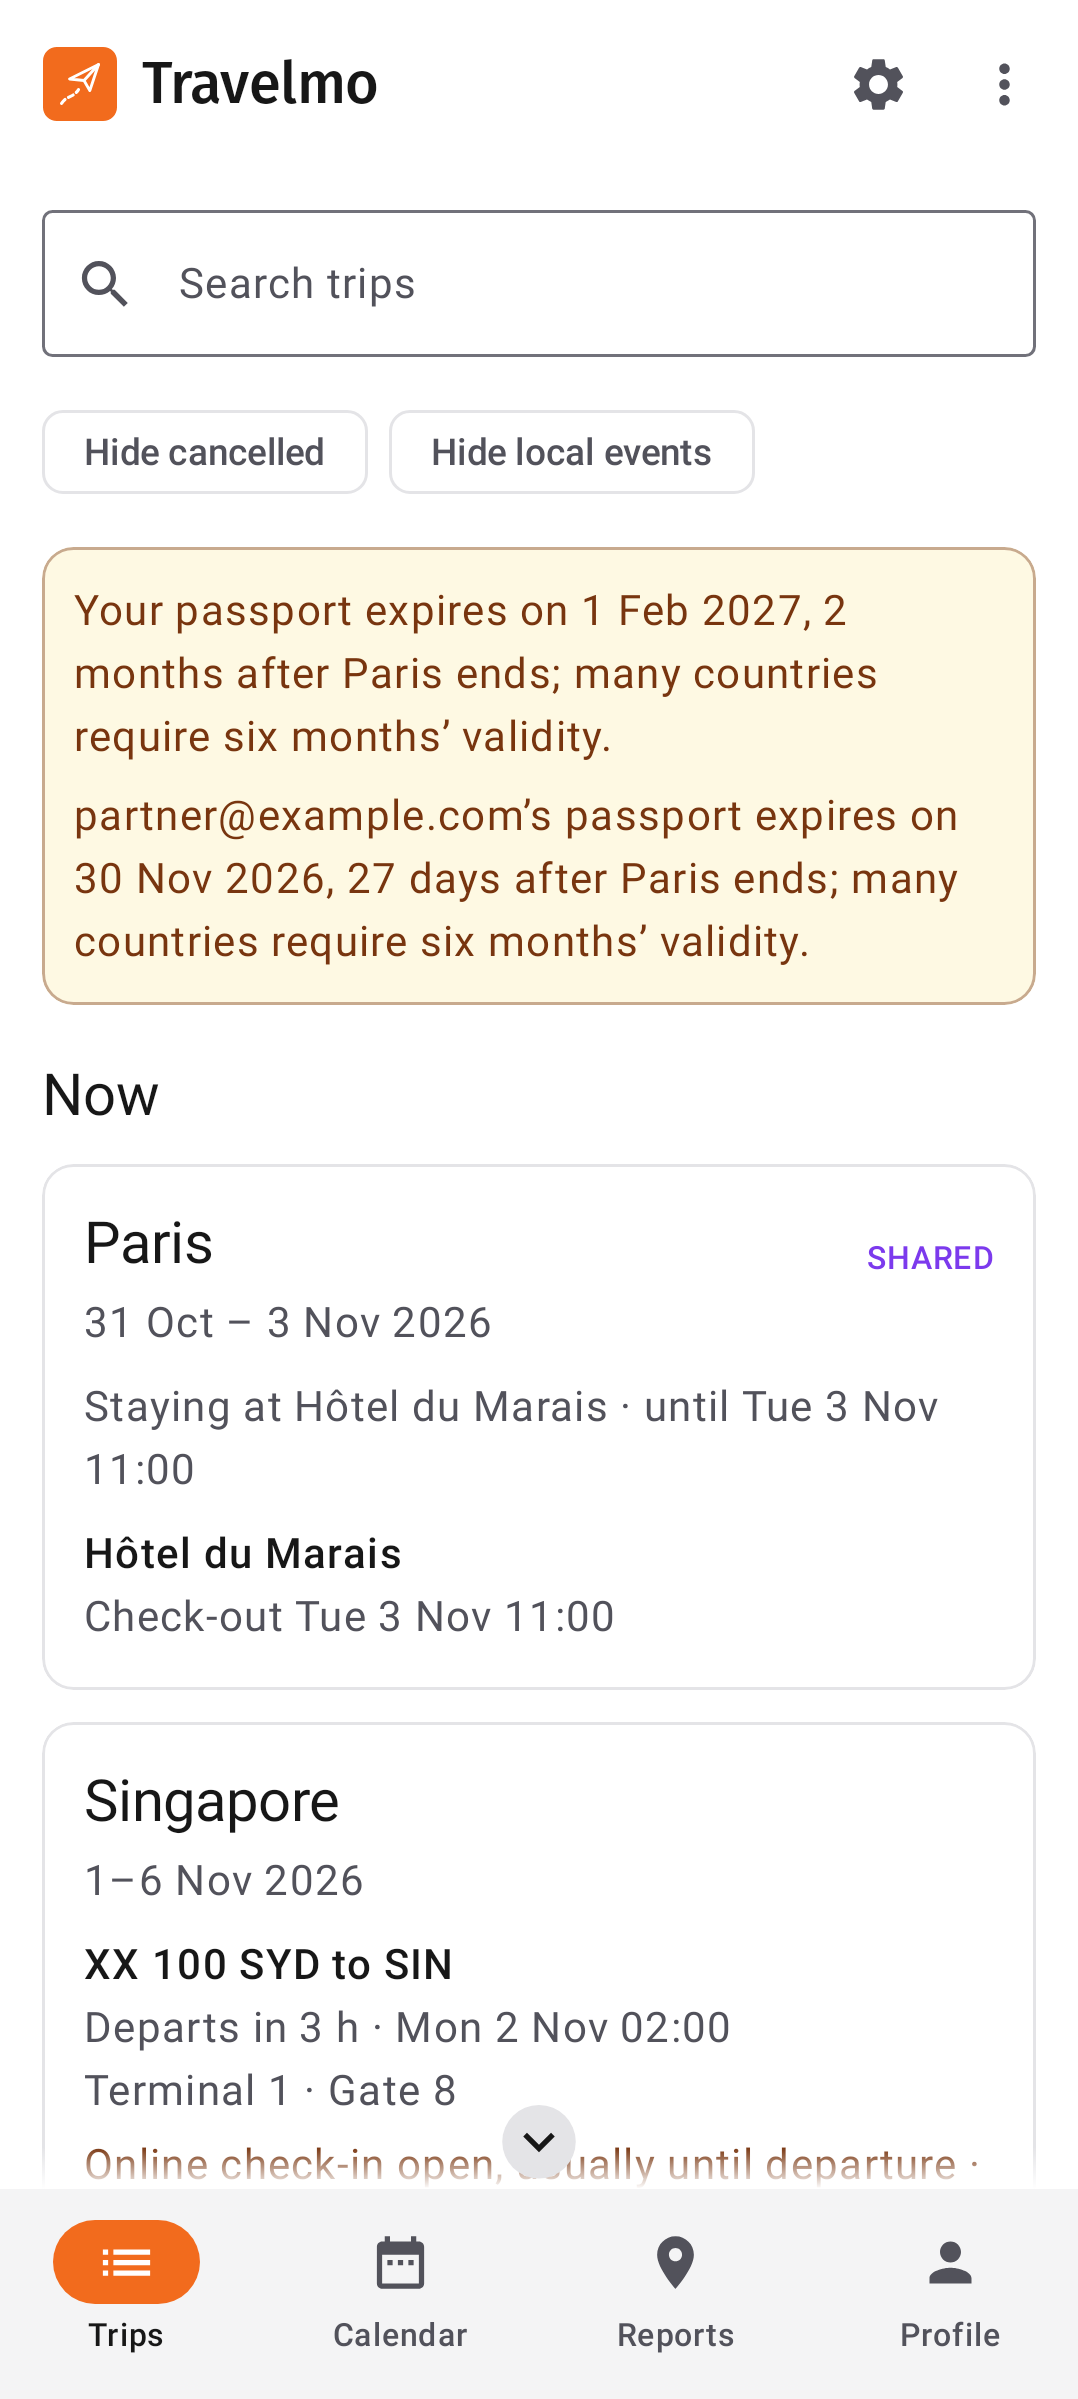 Travelmo
Search trips
Hide cancelled
Hide local events
Your passport expires on 1 Feb 2027, 2
months after Paris ends; many countries
require six months’ validity.
partner@example.com’s passport expires on
30 Nov 2026, 27 days after Paris ends; many
countries require six months’ validity.
Now
Paris
SHARED
31 Oct – 3 Nov 2026
Staying at Hôtel du Marais · until Tue 3 Nov
11:00
Hôtel du Marais
Check-out Tue 3 Nov 11:00
Singapore
1–6 Nov 2026
XX 100 SYD to SIN
Departs in 3 h · Mon 2 Nov 02:00
Terminal 1 · Gate 8
Online check-in open, usually until departure ·
Trips
Calendar
Reports
Profile